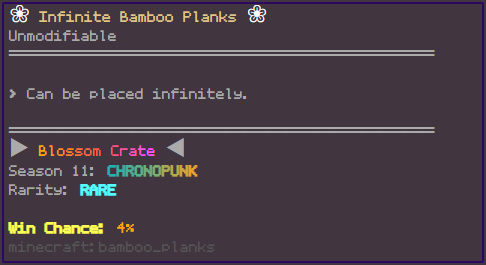 ❀ Infinite Bamboo Planks ❀
Unmodifiable
> Can be placed infinitely.
▶ Blossom Crate ◀
Season 11: CHRONOPUNK
Rarity: RARE
Win Chance: 4%
minecraft:bamboo_planks